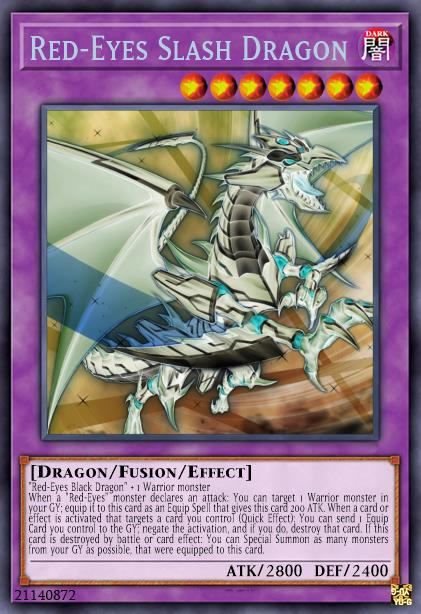 Red-Eyes Slash Dragon
DARK
闇
[Dragon/Fusion/Effect]
"Red-Eyes Black Dragon" + 1 Warrior monster
When a "Red-Eyes" monster declares an attack: You can target 1 Warrior monster in
your GY; equip it to this card as an Equip Spell that gives this card 200 ATK. When a card or
effect is activated that targets a card you control (Quick Effect): You can send 1 Equip
Card you control to the GY; negate the activation, and if you do, destroy that card. If this
card is destroyed by battle or card effect: You can Special Summon as many monsters
from your GY as possible, that were equipped to this card.
ATK/2800 DEF/2400
21140872